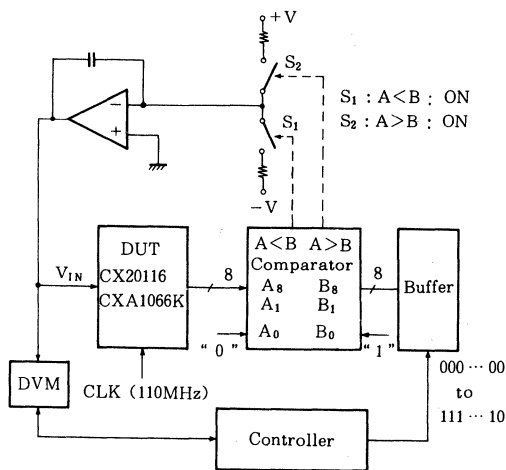 +V
S₂
S₁ : A<B : ON
S₂ : A>B : ON
−
+
S₁
−V
A<B A>B
Comparator
A₈ B₈
A₁ B₁
A₀ B₀
DUT
CX20116
CXA1066K
V_IN
8
8
Buffer
"0"
"1"
000 ··· 00
to
111 ··· 10
DVM
CLK (110MHz)
Controller